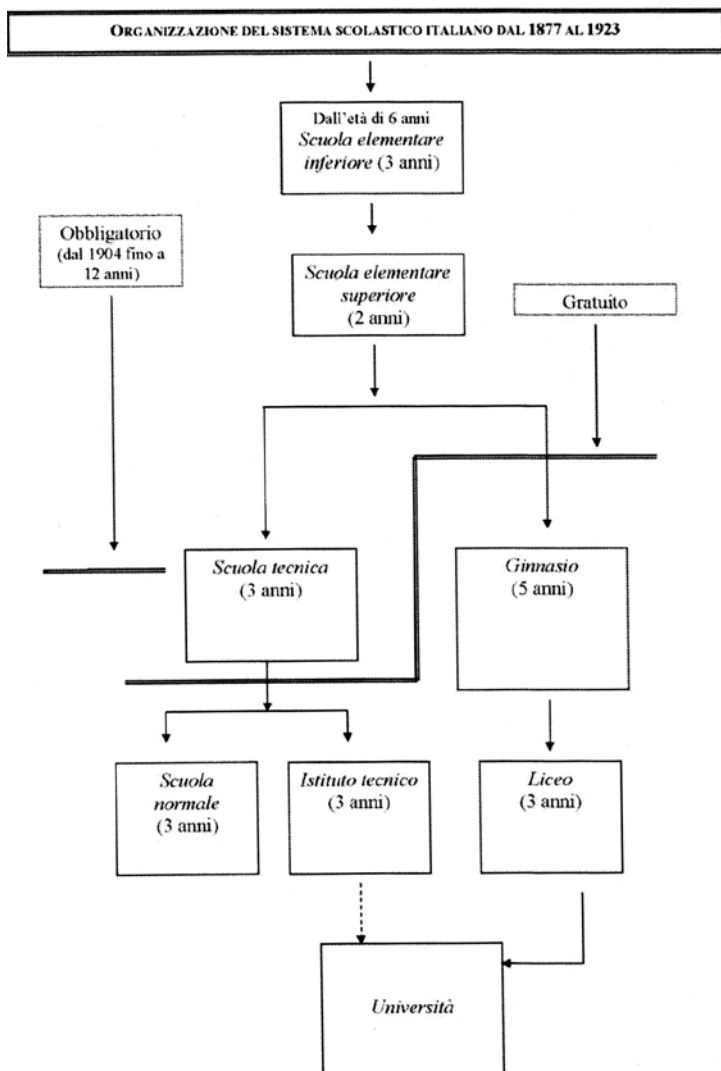 ORGANIZZAZIONE DEL SISTEMA SCOLASTICO ITALIANO DAL 1877 AL 1923
Dall'età di 6 anni
Scuola elementare
inferiore (3 anni)
Obbligatorio
(dal 1904 fino a
12 anni)
Scuola elementare
superiore
(2 anni)
Gratuito
Scuola tecnica
(3 anni)
Ginnasio
(5 anni)
Scuola
normale
(3 anni)
Istituto tecnico
(3 anni)
Liceo
(3 anni)
Università